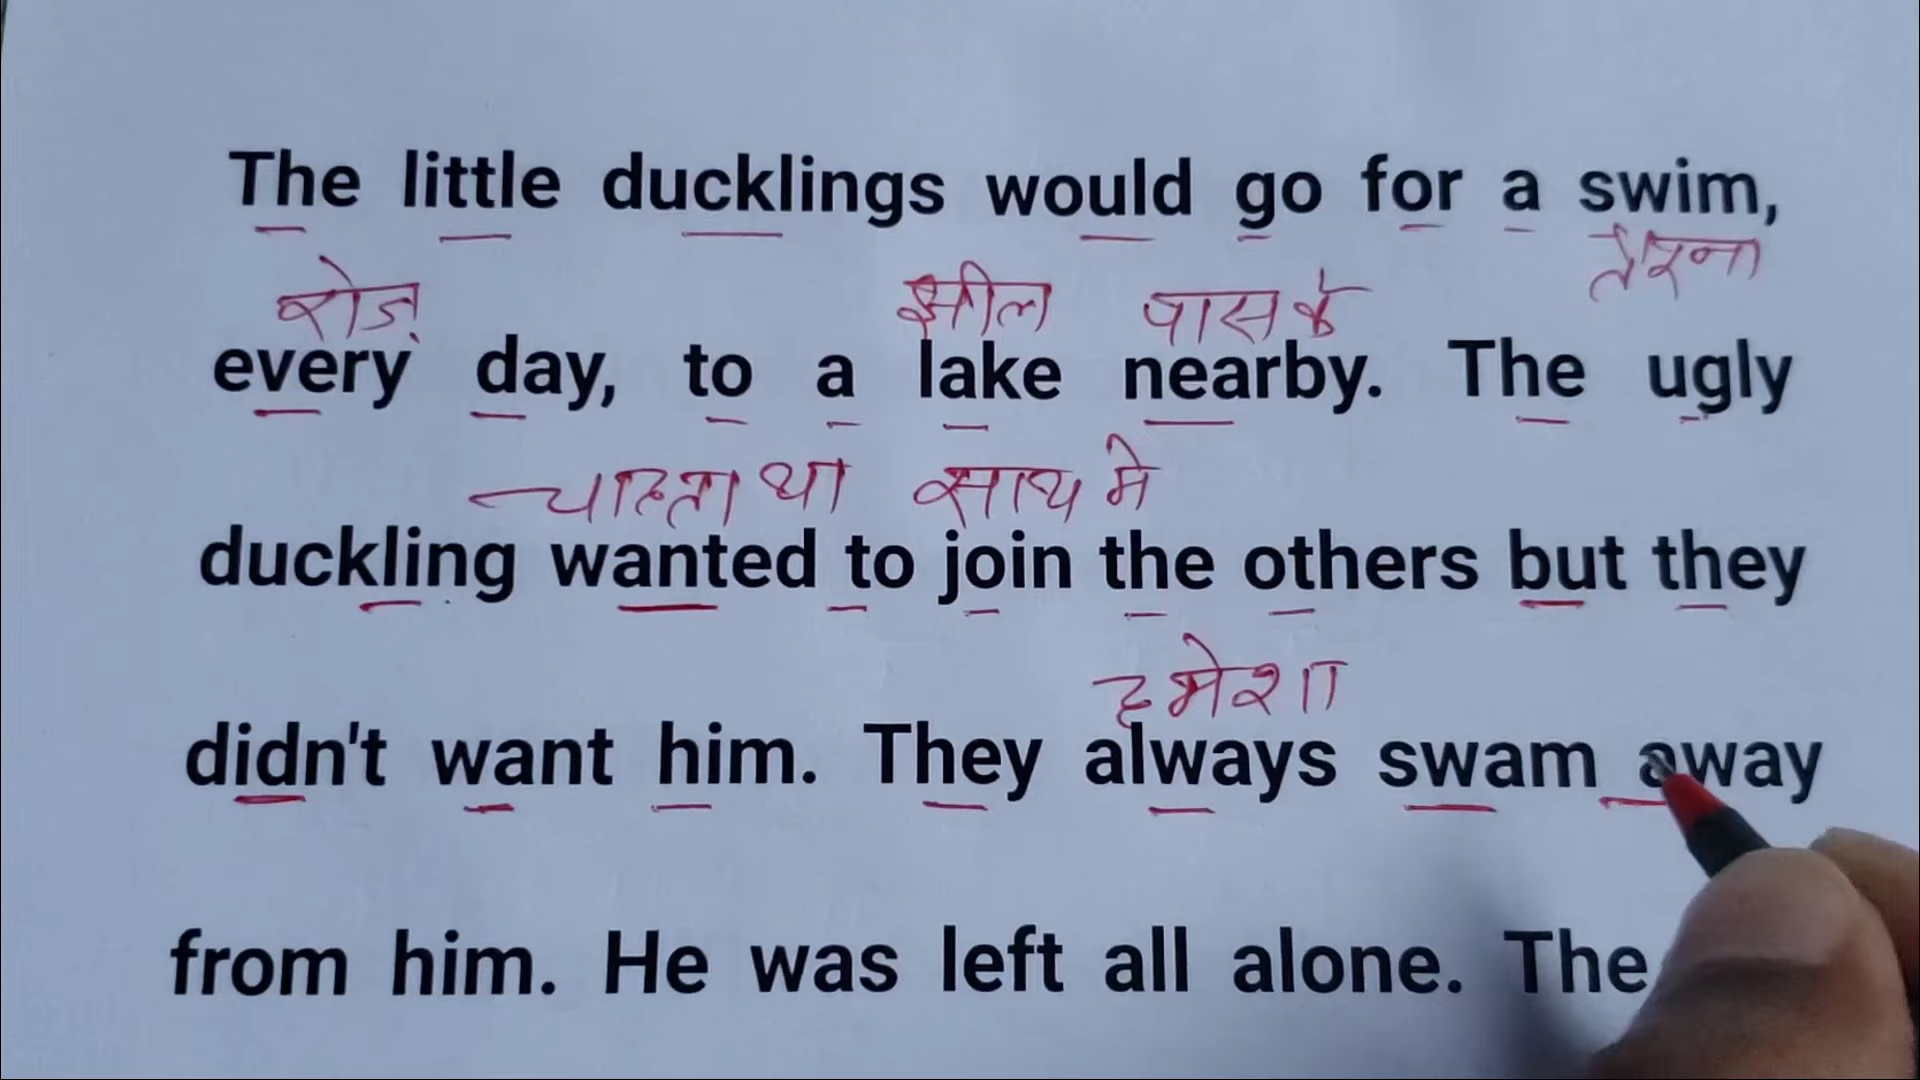 The little ducklings would go for a swim,
तैरना
रोज़ झील पास के
every day, to a lake nearby. The ugly
चाहता था साथ मे
duckling wanted to join the others but they
हमेशा
didn't want him. They always swam away
from him. He was left all alone. The